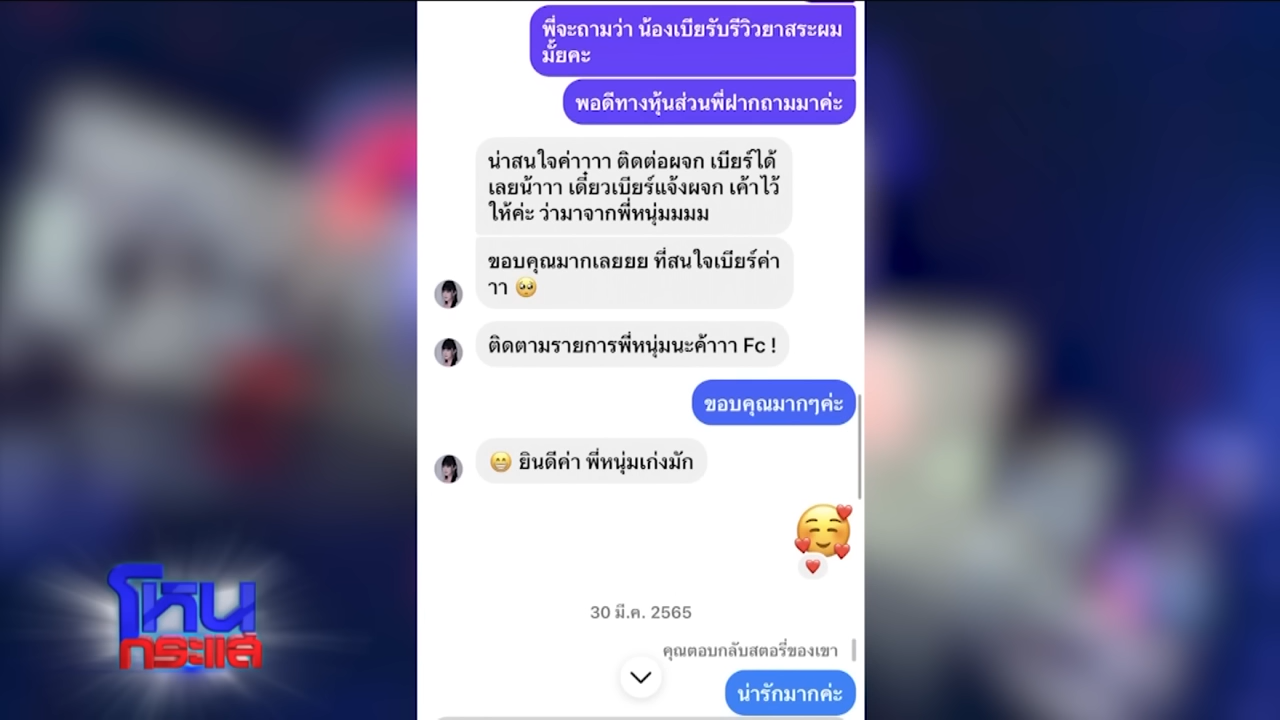 พี่จะถามว่า น้องเบียรับรีวิวยาสระผม
มั้ยคะ
พอดีทางหุ้นส่วนพี่ฝากถามมาค่ะ
น่าสนใจค่าาาา ติดต่อผจก เบียร์ได้
เลยน้าาา เดี๋ยวเบียร์แจ้งผจก เค้าไว้
ให้ค่ะ ว่ามาจากพี่หนุ่มมมม
ขอบคุณมากเลยยย ที่สนใจเบียร์ค่า
าา 🥺
ติดตามรายการพี่หนุ่มนะค้าาา Fc !
ขอบคุณมากๆค่ะ
😁 ยินดีค่า พี่หนุ่มเก่งมัก
30 มี.ค. 2565
คุณตอบกลับสตอรี่ของเขา
น่ารักมากค่ะ
โหน
กระแส